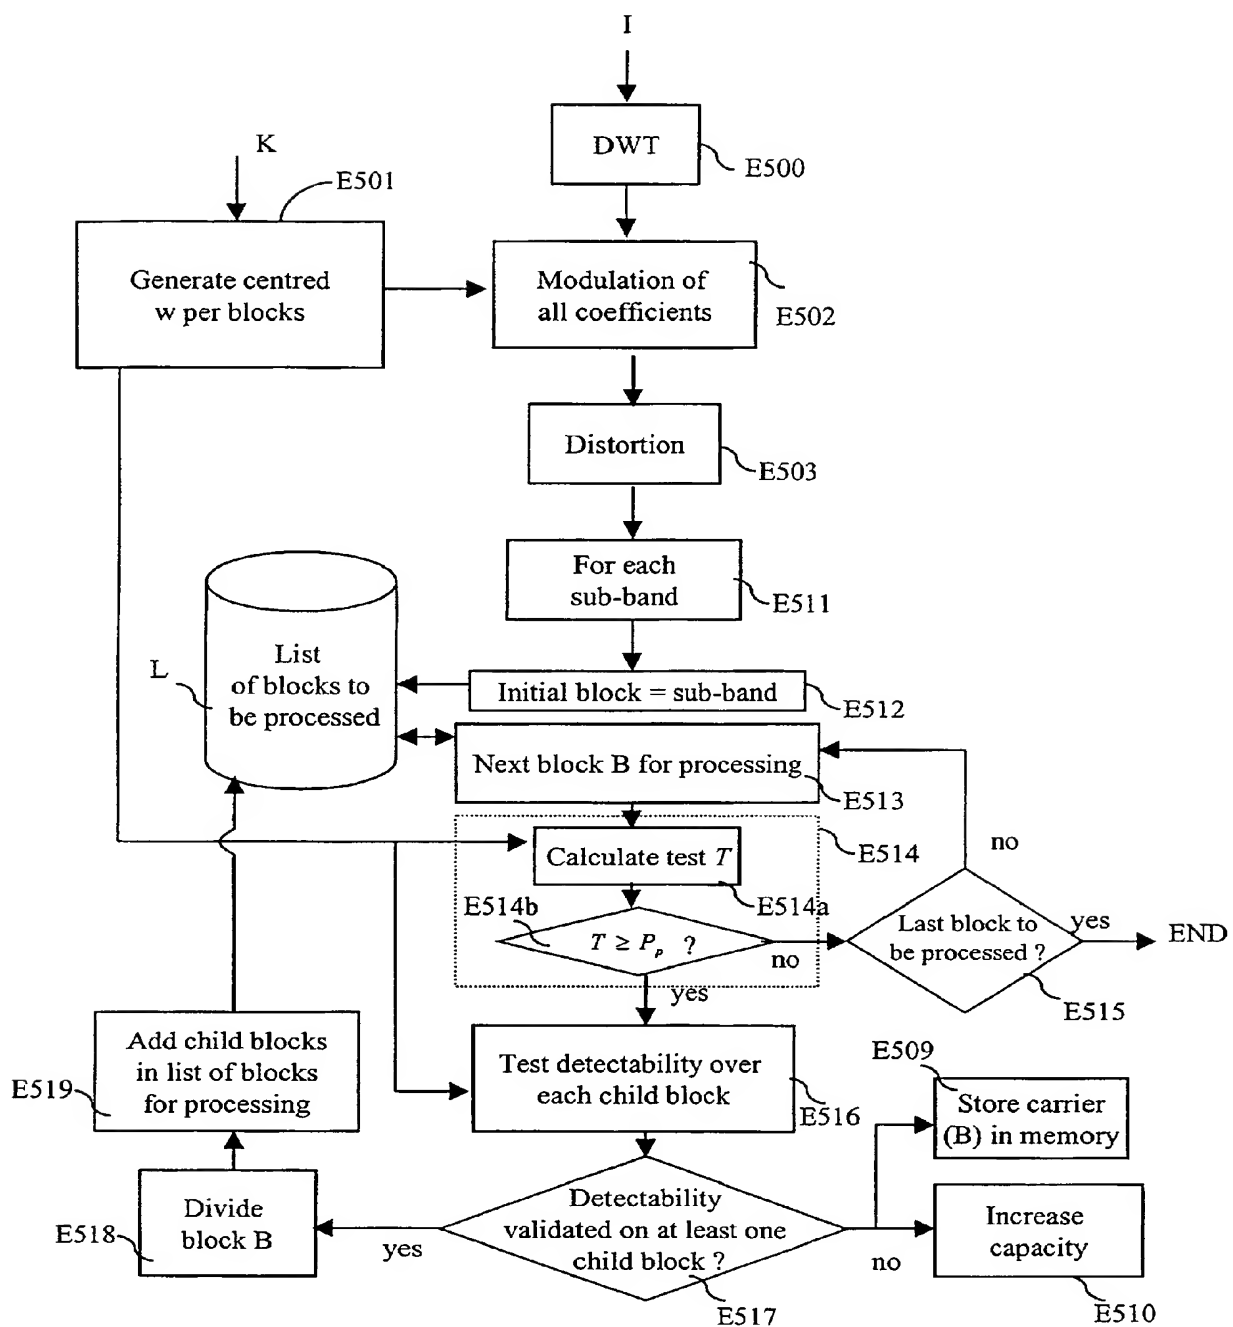 I
DWT
E500
K
E501
Generate centred
w per blocks
Modulation of
all coefficients
E502
Distortion
E503
For each
sub-band
E511
List
of blocks to
be processed
L
Initial block = sub-band
E512
Next block B for processing
E513
Calculate test T
E514
E514a
E514b
T ≥ Pp ?
no
yes
no
Last block to
be processed ?
yes
END
E515
Add child blocks
in list of blocks
for processing
E519
Test detectability over
each child block
E516
E509
Store carrier
(B) in memory
Divide
block B
E518
yes
Detectability
validated on at least one
child block ?
E517
no
Increase
capacity
E510